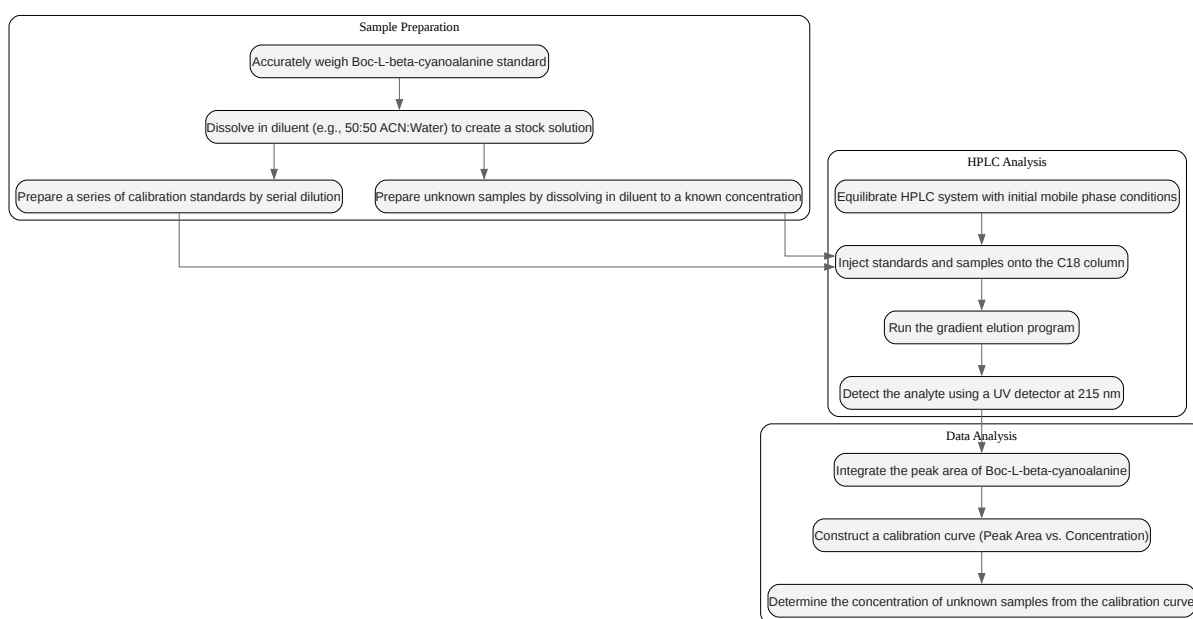 Sample Preparation
Accurately weigh Boc-L-beta-cyanoalanine standard
Dissolve in diluent (e.g., 50:50 ACN:Water) to create a stock solution
Prepare a series of calibration standards by serial dilution
Prepare unknown samples by dissolving in diluent to a known concentration
HPLC Analysis
Equilibrate HPLC system with initial mobile phase conditions
Inject standards and samples onto the C18 column
Run the gradient elution program
Detect the analyte using a UV detector at 215 nm
Data Analysis
Integrate the peak area of Boc-L-beta-cyanoalanine
Construct a calibration curve (Peak Area vs. Concentration)
Determine the concentration of unknown samples from the calibration curve